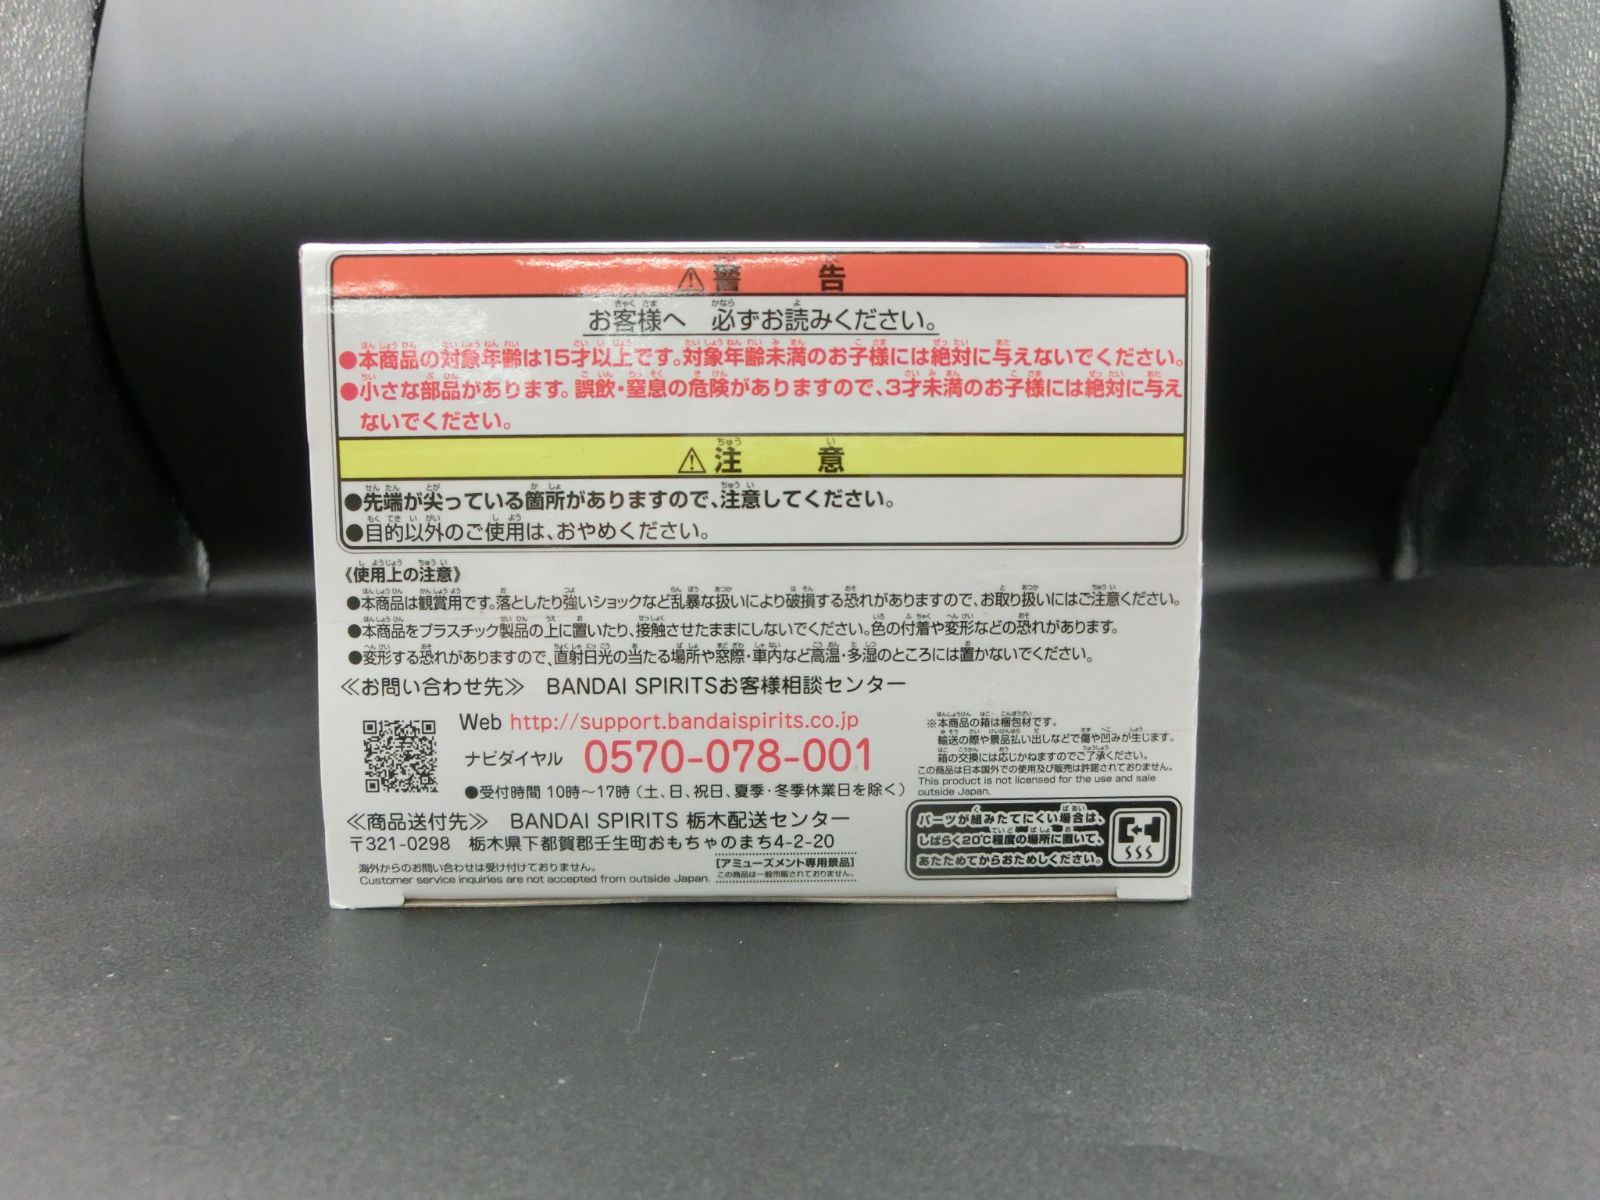 ⚠警告
お客様へ 必ずお読みください。
●本商品の対象年齢は15才以上です。対象年齢未満のお子様には絶対に与えないでください。
●小さな部品があります。誤飲・窒息の危険がありますので、3才未満のお子様には絶対に与え
ないでください。
⚠注意
●先端が尖っている箇所がありますので、注意してください。
●目的以外のご使用は、おやめください。
《使用上の注意》
●本商品は観賞用です。落としたり強いショックなど乱暴な扱いにより破損する恐れがありますので、お取り扱いにはご注意ください。
●本商品をプラスチック製品の上に置いたり、接触させたままにしないでください。色の付着や変形などの恐れがあります。
●変形する恐れがありますので、直射日光の当たる場所や窓際・車内など高温・多湿のところには置かないでください。
≪お問い合わせ先≫ BANDAI SPIRITSお客様相談センター
Web http://support.bandaispirits.co.jp
ナビダイヤル 0570-078-001
●受付時間 10時～17時（土、日、祝日、夏季・冬季休業日を除く）
≪商品送付先≫ BANDAI SPIRITS 栃木配送センター
〒321-0298 栃木県下都賀郡壬生町おもちゃのまち4-2-20
海外からのお問い合わせは受け付けておりません。
Customer service inquiries are not accepted from outside Japan.
[アミューズメント専用景品]
この商品は一般市販されておりません。
※本商品の箱は梱包材です。
輸送の際や景品払い出しなどで傷や凹みが生じます。
箱の交換には応じかねますのでご了承ください。
この商品は日本国外での使用及び販売は許諾されておりません。
This product is not licensed for the use and sale
outside Japan.
パーツが組みたてにくい場合は、
しばらく20℃程度の場所に置いて、
あたためてからおためしください。